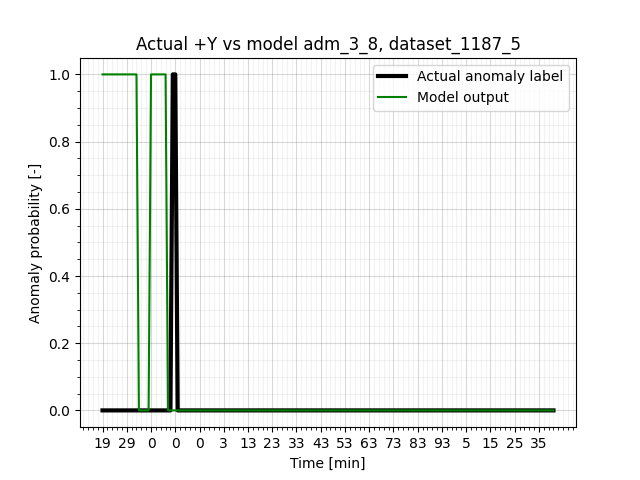 Actual +Y vs model adm_3_8, dataset_1187_5
Actual anomaly label
Model output
Anomaly probability [-]
1.0
0.8
0.6
0.4
0.2
0.0
19 29 0 0 0 3 13 23 33 43 53 63 73 83 93 5 15 25 35
Time [min]